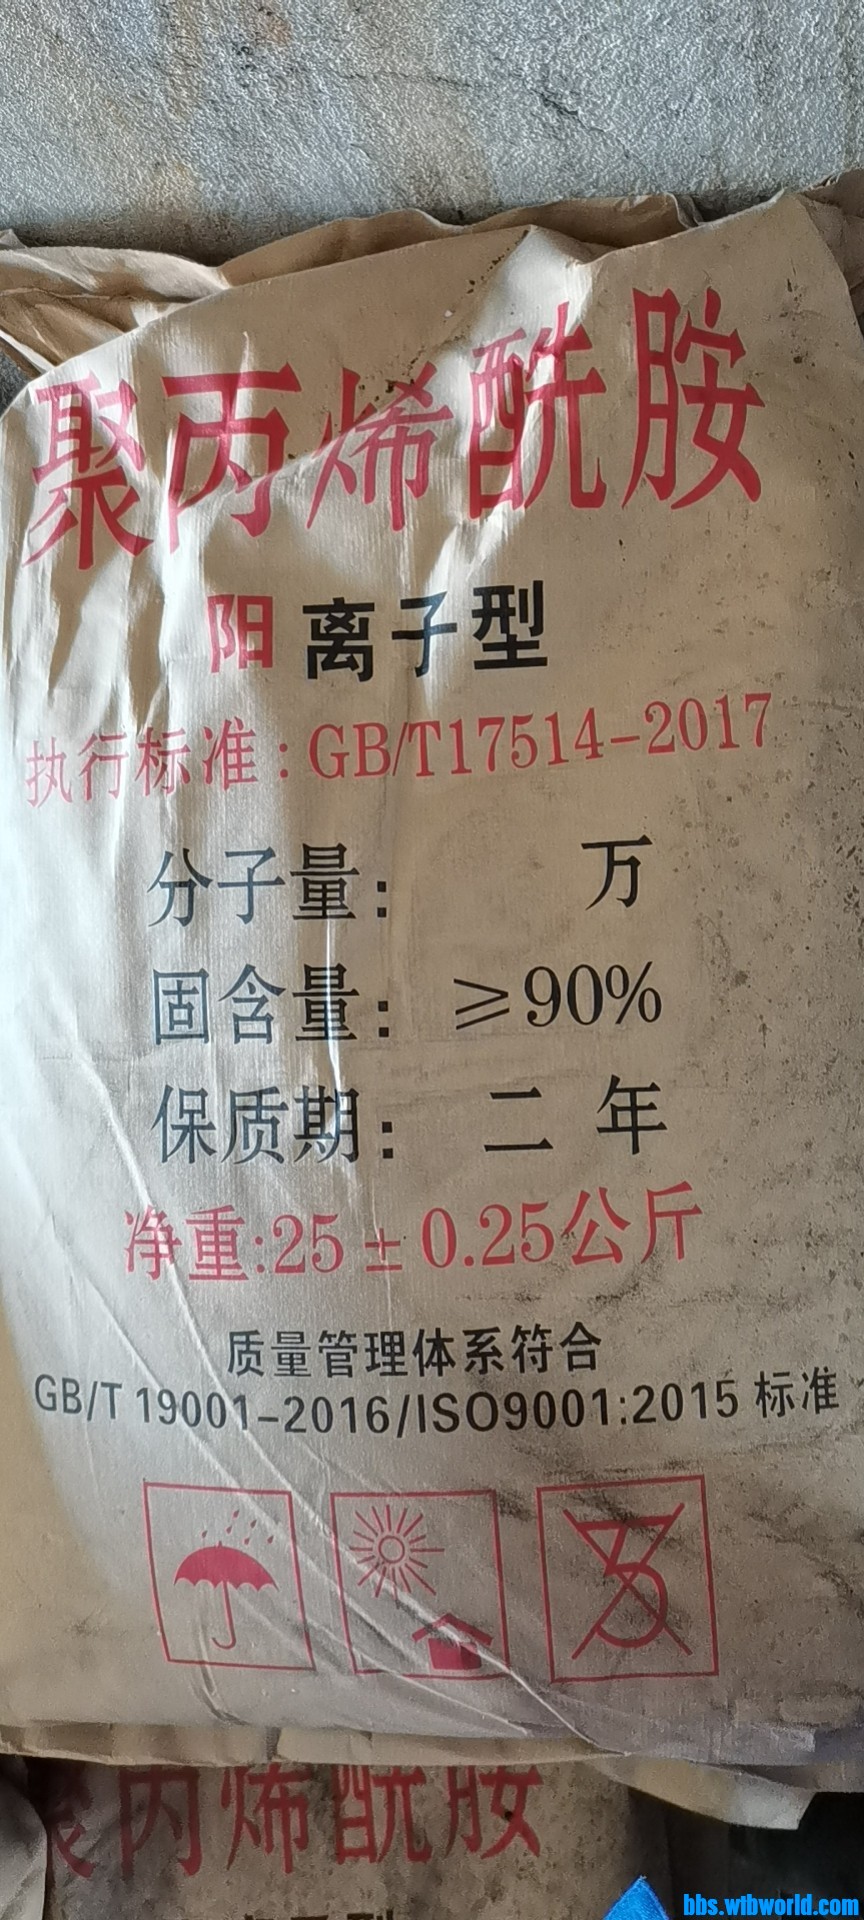 聚丙烯酰胺
阳离子型
执行标准:GB/T17514-2017
分子量: 万
固含量: ≥90%
保质期: 二年
净重:25±0.25公斤
质量管理体系符合
GB/T 19001-2016/ISO9001:2015 标准
聚丙烯酰胺
bbs.wibworld.com